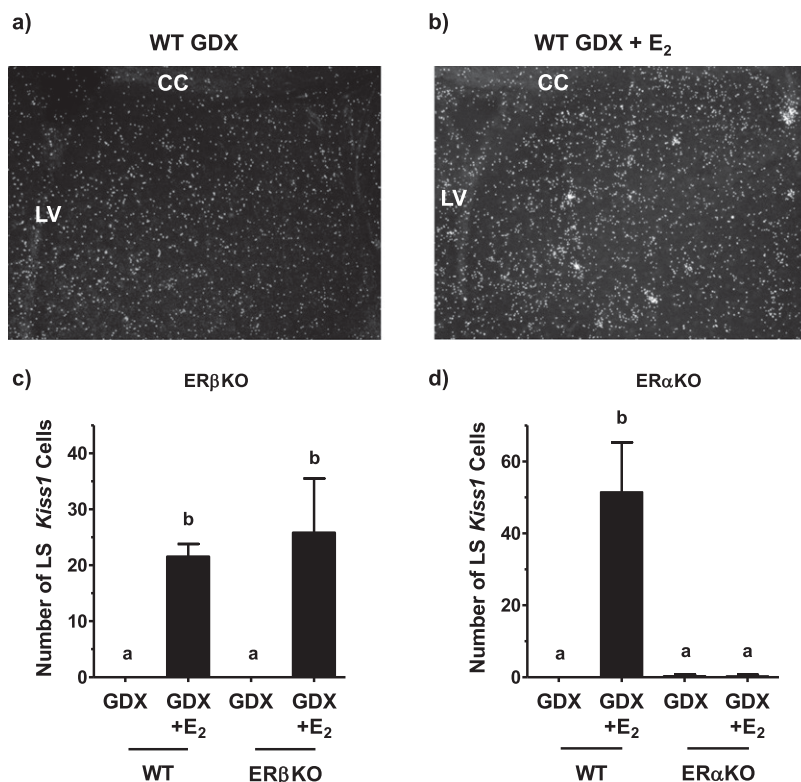 a)
WT GDX
CC
LV
b)
WT GDX + E₂
CC
LV
c)
ERβKO
Number of LS Kiss1 Cells
40
30
20
10
0
a
b
a
b
GDX
GDX
+E₂
GDX
GDX
+E₂
WT
ERβKO
d)
ERαKO
Number of LS Kiss1 Cells
60
40
20
0
a
b
a
a
GDX
GDX
+E₂
GDX
GDX
+E₂
WT
ERαKO